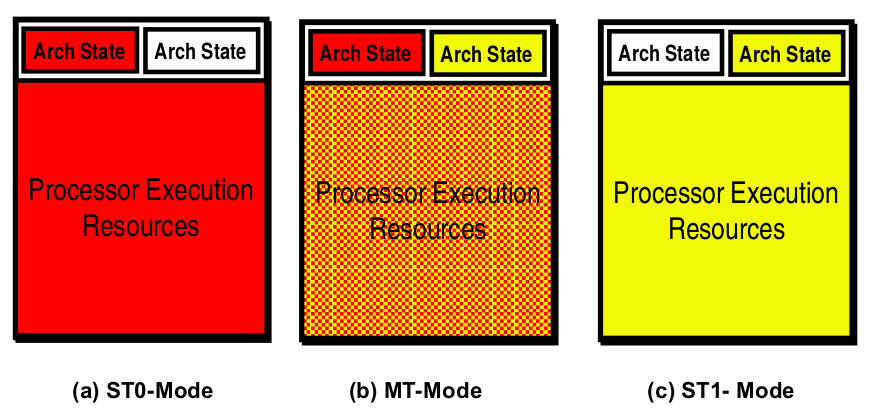 Arch State Arch State
Processor Execution
Resources
(a) ST0-Mode
Arch State Arch State
Processor Execution
Resources
(b) MT-Mode
Arch State Arch State
Processor Execution
Resources
(c) ST1- Mode